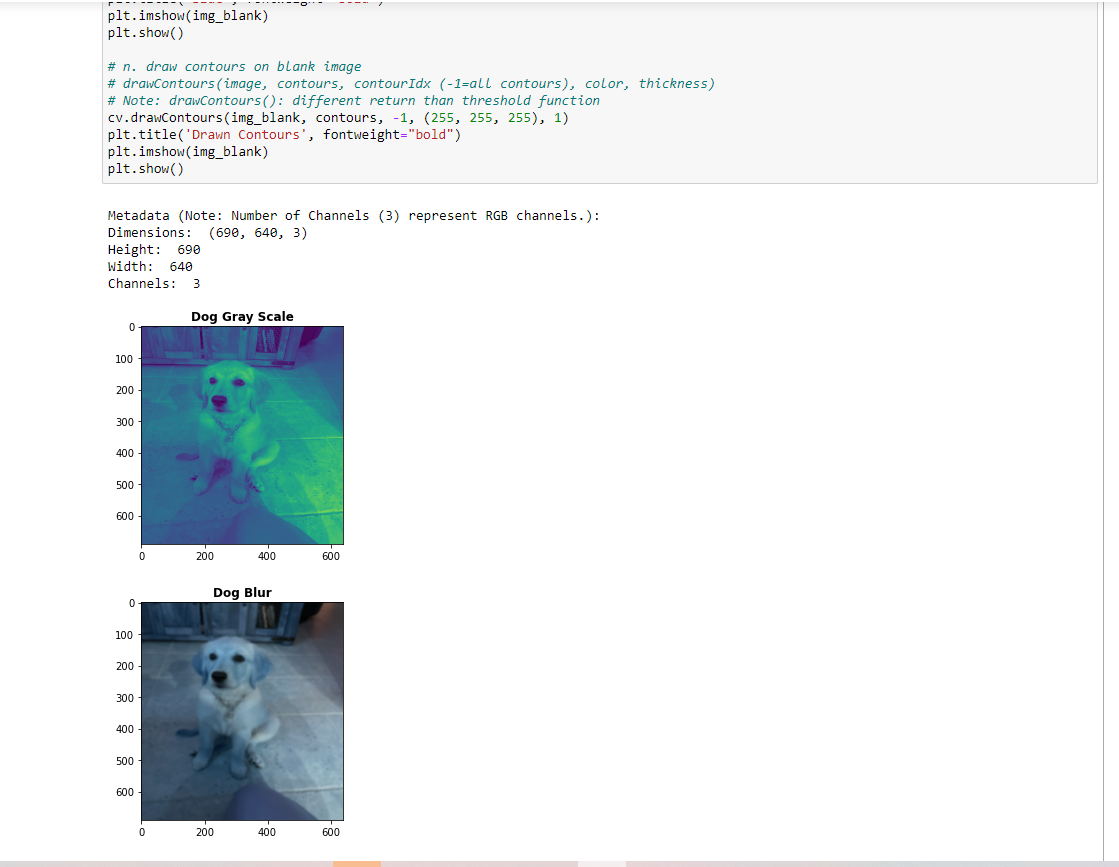 plt.imshow(img_blank)
plt.show()
# n. draw contours on blank image
# drawContours(image, contours, contourIdx (-1=all contours), color, thickness)
# Note: drawContours(): different return than threshold function
cv.drawContours(img_blank, contours, -1, (255, 255, 255), 1)
plt.title('Drawn Contours', fontweight="bold")
plt.imshow(img_blank)
plt.show()
Metadata (Note: Number of Channels (3) represent RGB channels.):
Dimensions:  (690, 640, 3)
Height:  690
Width:  640
Channels:  3
Dog Gray Scale
0
100
200
300
400
500
600
0 200 400 600
Dog Blur
0
100
200
300
400
500
600
0 200 400 600